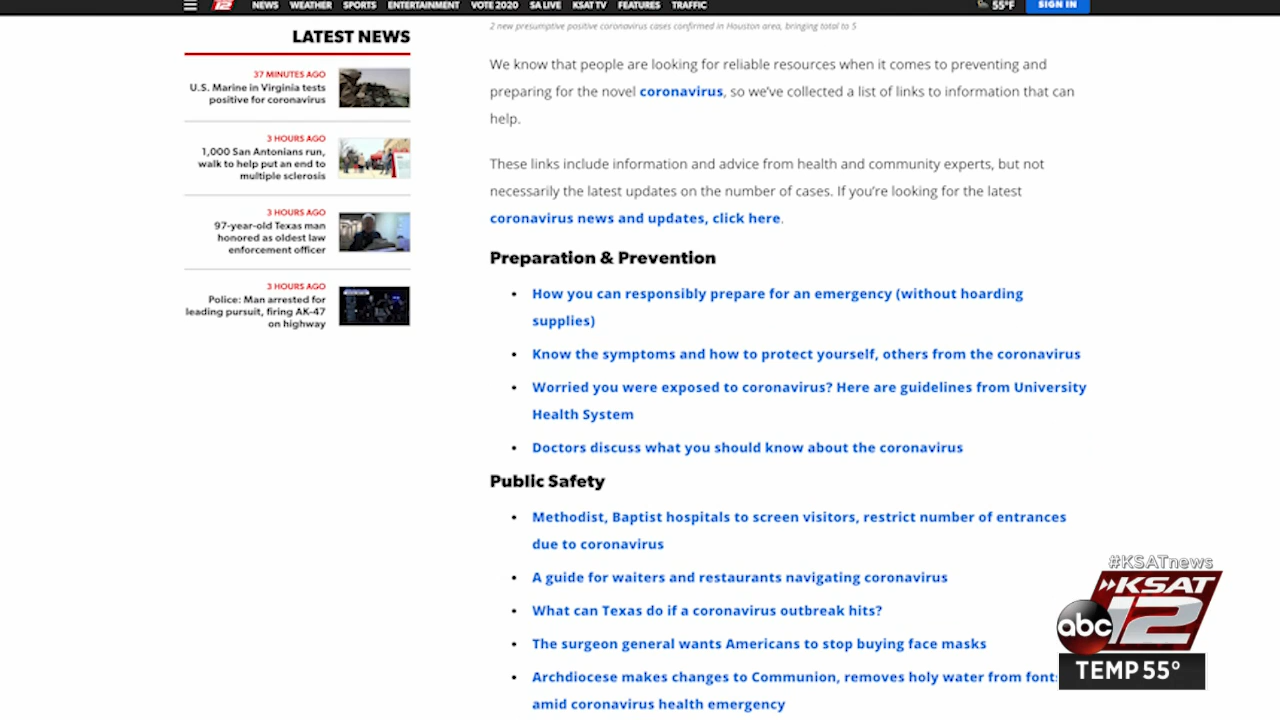 12
NEWS WEATHER SPORTS ENTERTAINMENT VOTE 2020 SA LIVE KSAT TV FEATURES TRAFFIC
55°F
SIGN IN
LATEST NEWS
37 MINUTES AGO
U.S. Marine in Virginia tests
positive for coronavirus
3 HOURS AGO
1,000 San Antonians run,
walk to help put an end to
multiple sclerosis
3 HOURS AGO
97-year-old Texas man
honored as oldest law
enforcement officer
3 HOURS AGO
Police: Man arrested for
leading pursuit, firing AK-47
on highway
2 new presumptive positive coronavirus cases confirmed in Houston area, bringing total to 5
We know that people are looking for reliable resources when it comes to preventing and
preparing for the novel coronavirus, so we've collected a list of links to information that can
help.
These links include information and advice from health and community experts, but not
necessarily the latest updates on the number of cases. If you're looking for the latest
coronavirus news and updates, click here.
Preparation & Prevention
• How you can responsibly prepare for an emergency (without hoarding
supplies)
• Know the symptoms and how to protect yourself, others from the coronavirus
• Worried you were exposed to coronavirus? Here are guidelines from University
Health System
• Doctors discuss what you should know about the coronavirus
Public Safety
• Methodist, Baptist hospitals to screen visitors, restrict number of entrances
due to coronavirus
• A guide for waiters and restaurants navigating coronavirus
• What can Texas do if a coronavirus outbreak hits?
• The surgeon general wants Americans to stop buying face masks
• Archdiocese makes changes to Communion, removes holy water from font
amid coronavirus health emergency
#KSATnews
KSAT
abc 12
TEMP 55°